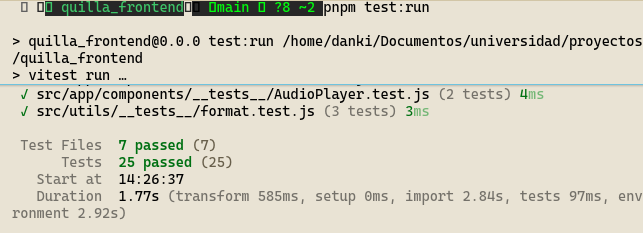 quilla_frontend main ?8 ~2 pnpm test:run
> quilla_frontend@0.0.0 test:run /home/danki/Documentos/universidad/proyectos
/quilla_frontend
> vitest run …
✓ src/app/components/__tests__/AudioPlayer.test.js (2 tests) 4ms
✓ src/utils/__tests__/format.test.js (3 tests) 3ms
Test Files 7 passed (7)
Tests 25 passed (25)
Start at 14:26:37
Duration 1.77s (transform 585ms, setup 0ms, import 2.84s, tests 97ms, envi
ronment 2.92s)